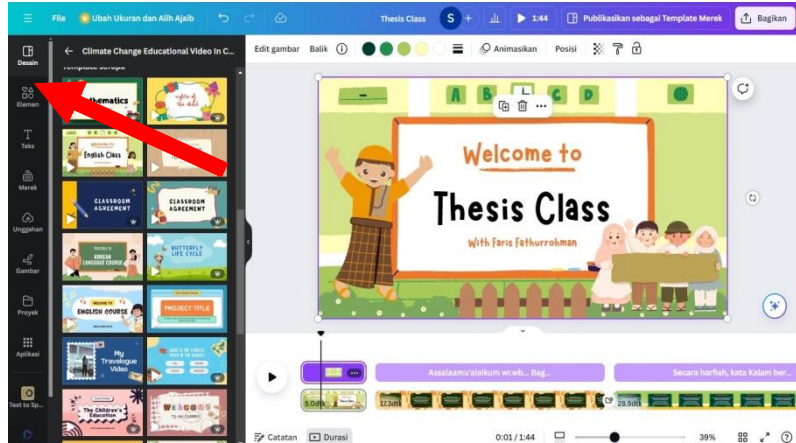 File
Ubah Ukuran dan Alih Ajaib
Thesis Class
S
1:44
Publikasikan sebagai Template Merek
Bagikan
Desain
Elemen
Teks
Merek
Unggahan
Gambar
Proyek
Aplikasi
Text to Sp...
Climate Change Educational Video In C...
Template Serupa
English Class
CLASSROOM
AGREEMENT
CLASSROOM
AGREEMENT
KOREAN
LANGUAGE COURSE
BUTTERFLY
LIFE CYCLE
WELCOME TO
ENGLISH COURSE
PROJECT TITLE
My
Travelogue
Video
The Children's
Education
Edit gambar
Balik
Animasikan
Posisi
A B C D
Welcome to
Thesis Class
With Faris Fathurrohman
Assalaamu'alaikum wr.wb... Bag...
Secara harfiah, kata Kalam ber...
5.0dtk
17.3dtk
28.9dtk
Catatan
Durasi
0:01 / 1:44
39%